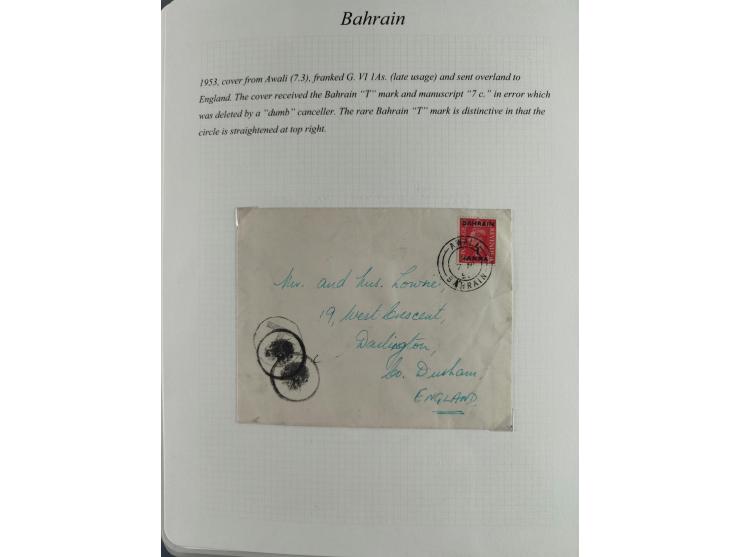 Bahrain
1953, cover from Awali (7.3), franked G. VI 1As. (late usage) and sent overland to
England. The cover received the Bahrain “T” mark and manuscript “7 c.” in error which
was deleted by a “dumb” canceller. The rare Bahrain “T” mark is distinctive in that the
circle is straightened at top right.
BAHRAIN
ANNA
AWALI
BAHRAIN
Mr. and Mrs. Lowrie,
19, West Crescent,
Darlington,
Co. Durham,
ENGLAND.